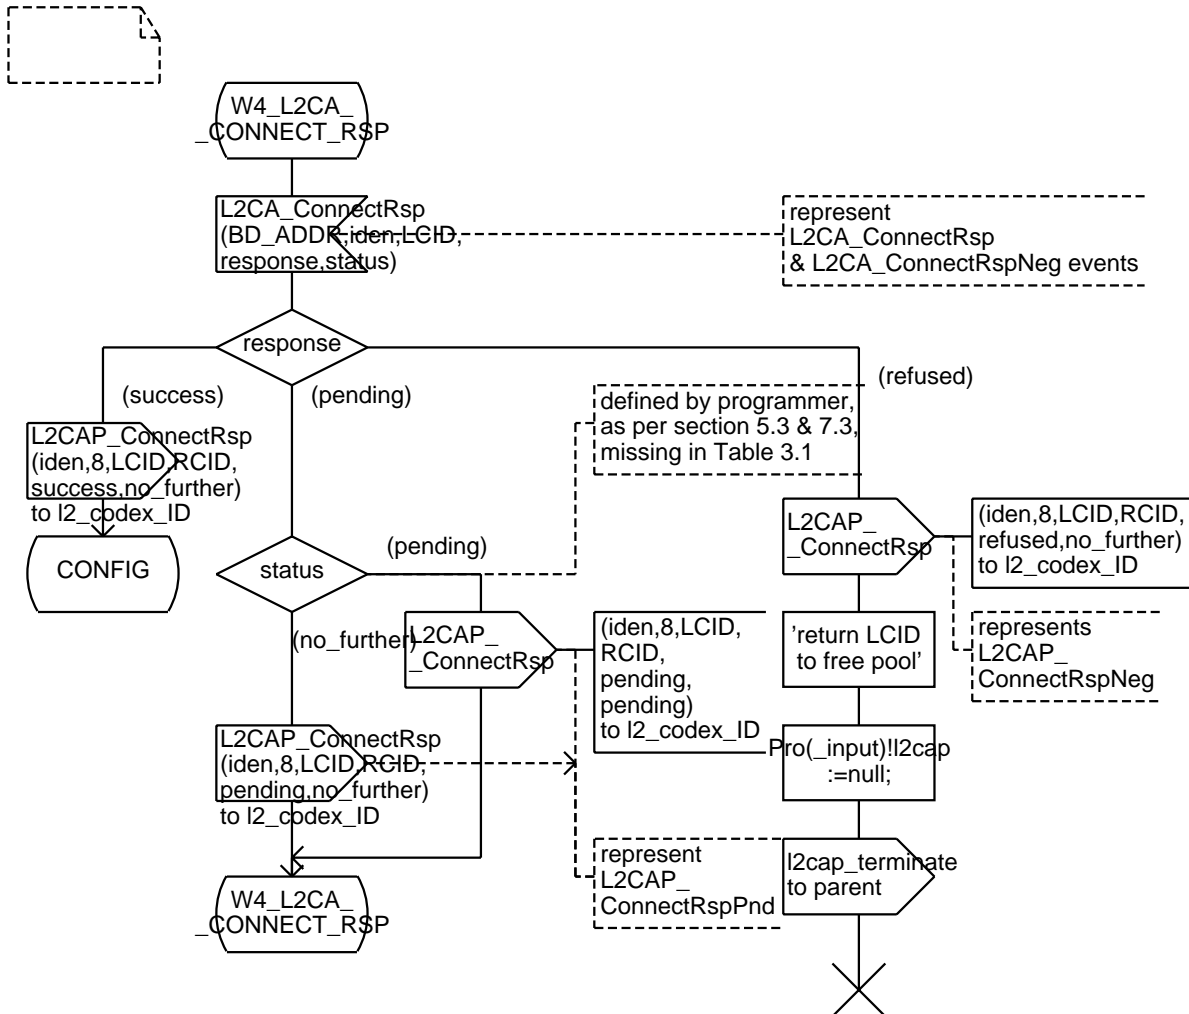 W4_L2CA_
_CONNECT_RSP
L2CA_ConnectRsp
(BD_ADDR,iden,LCID,
response,status)
represent
L2CA_ConnectRsp
& L2CA_ConnectRspNeg events
response
(success)
(pending)
(refused)
defined by programmer,
as per section 5.3 & 7.3,
missing in Table 3.1
L2CAP_ConnectRsp
(iden,8,LCID,RCID,
success,no_further)
to l2_codex_ID
CONFIG
status
(pending)
(no_further)
L2CAP_
_ConnectRsp
(iden,8,LCID,
RCID,
pending,
pending)
to l2_codex_ID
L2CAP_
_ConnectRsp
(iden,8,LCID,RCID,
refused,no_further)
to l2_codex_ID
represents
L2CAP_
ConnectRspNeg
'return LCID
to free pool'
Pro(_input)!l2cap
:=null;
L2CAP_ConnectRsp
(iden,8,LCID,RCID,
pending,no_further)
to l2_codex_ID
represent
L2CAP_
ConnectRspPnd
l2cap_terminate
to parent
W4_L2CA_
_CONNECT_RSP